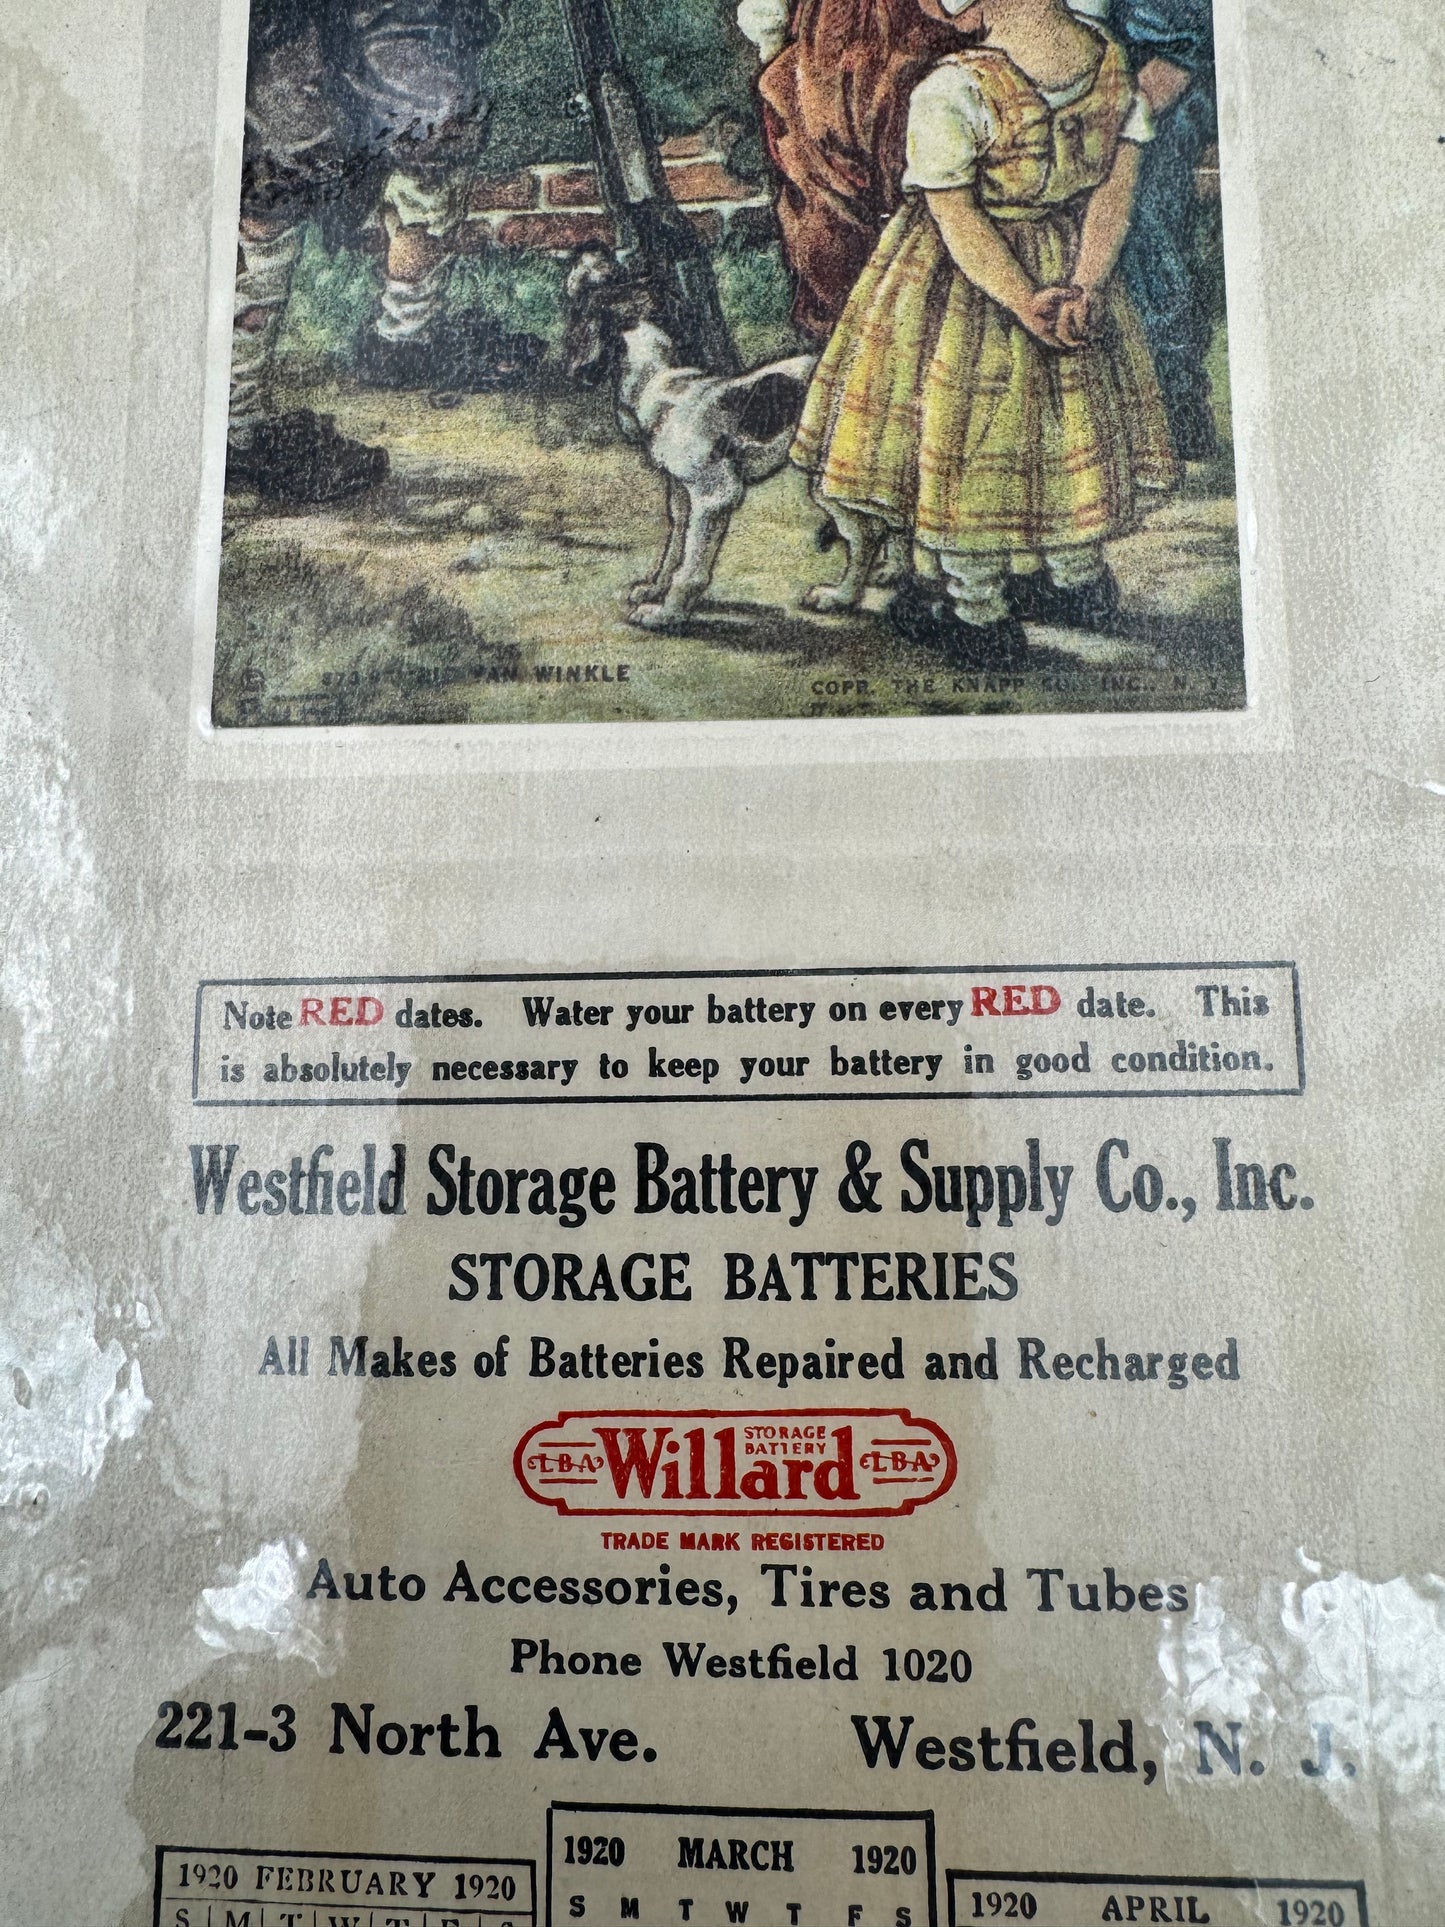 VAN WINKLE
COPR. THE KNAPP CO. INC., N. Y.
Note RED dates. Water your battery on every RED date. This
is absolutely necessary to keep your battery in good condition.
Westfield Storage Battery & Supply Co., Inc.
STORAGE BATTERIES
All Makes of Batteries Repaired and Recharged
LBA Willard STORAGE BATTERY LBA
TRADE MARK REGISTERED
Auto Accessories, Tires and Tubes
Phone Westfield 1020
221-3 North Ave. Westfield, N. J.
1920 FEBRUARY 1920
S M T W T F S
1920 MARCH 1920
S M T W T F S
1920 APRIL 1920